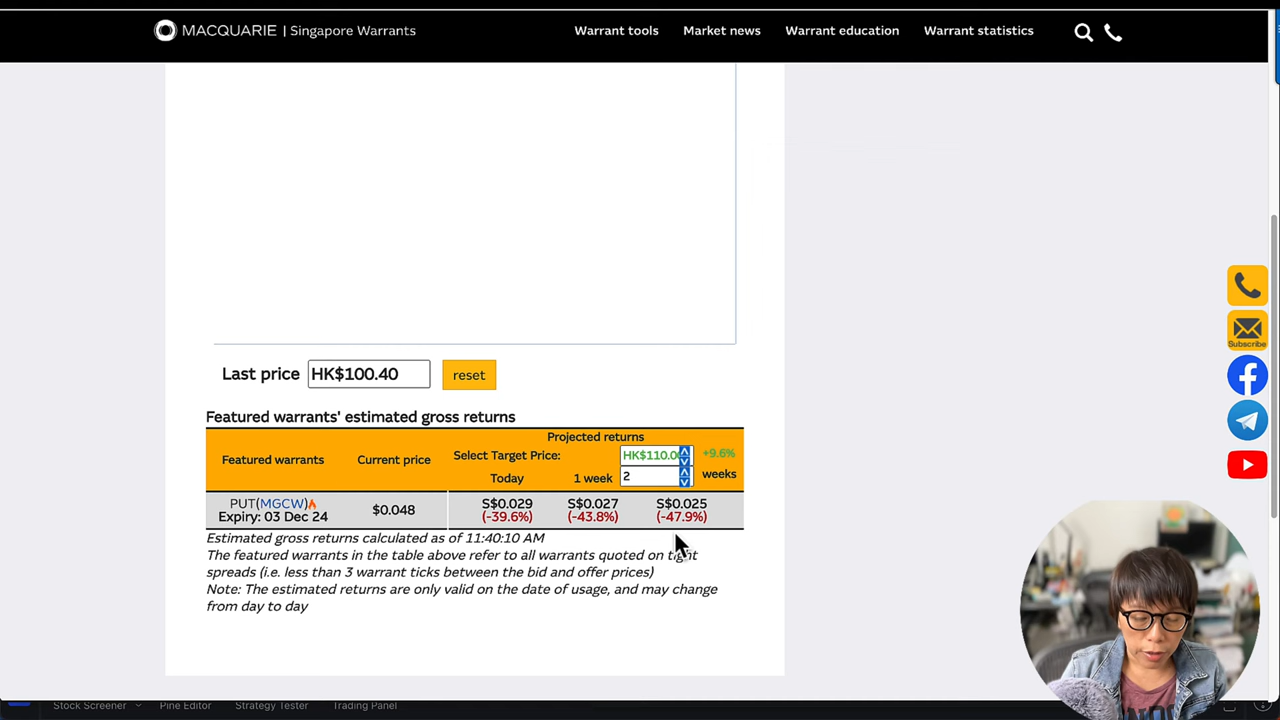 MACQUARIE | Singapore Warrants
Warrant tools
Market news
Warrant education
Warrant statistics
Subscribe
Last price HK$100.40 reset
Featured warrants' estimated gross returns
Projected returns
Featured warrants Current price Select Target Price: HK$110.0 +9.6%
Today 1 week 2 weeks
PUT(MGCW) $0.048 S$0.029 S$0.027 S$0.025
Expiry: 03 Dec 24 (-39.6%) (-43.8%) (-47.9%)
Estimated gross returns calculated as of 11:40:10 AM
The featured warrants in the table above refer to all warrants quoted on tight
spreads (i.e. less than 3 warrant ticks between the bid and offer prices)
Note: The estimated returns are only valid on the date of usage, and may change
from day to day
Stock Screener
Pine Editor
Strategy Tester
Trading Panel